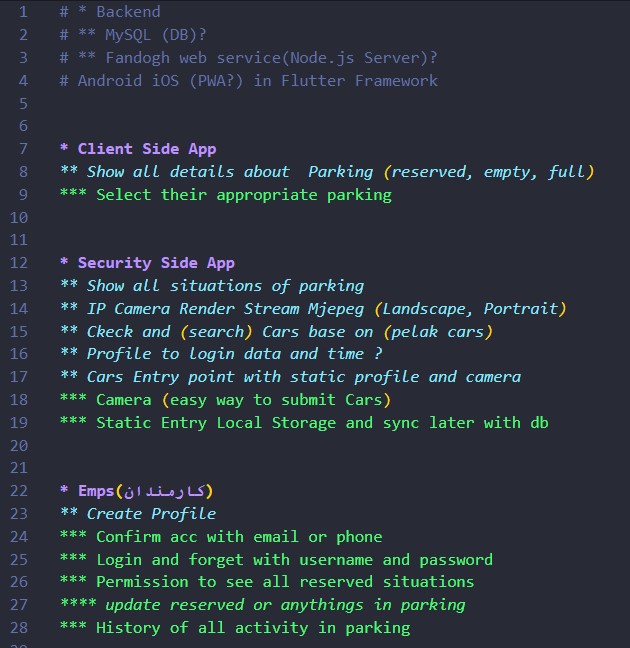 1 # * Backend
2 # ** MySQL (DB)?
3 # ** Fandogh web service(Node.js Server)?
4 # Android iOS (PWA?) in Flutter Framework
5
6
7 * Client Side App
8 ** Show all details about  Parking (reserved, empty, full)
9 *** Select their appropriate parking
10
11
12 * Security Side App
13 ** Show all situations of parking
14 ** IP Camera Render Stream Mjepeg (Landscape, Portrait)
15 ** Ckeck and (search) Cars base on (pelak cars)
16 ** Profile to login data and time ?
17 ** Cars Entry point with static profile and camera
18 *** Camera (easy way to submit Cars)
19 *** Static Entry Local Storage and sync later with db
20
21
22 * Emps(کارمندان)
23 ** Create Profile
24 *** Confirm acc with email or phone
25 *** Login and forget with username and password
26 *** Permission to see all reserved situations
27 **** update reserved or anythings in parking
28 *** History of all activity in parking